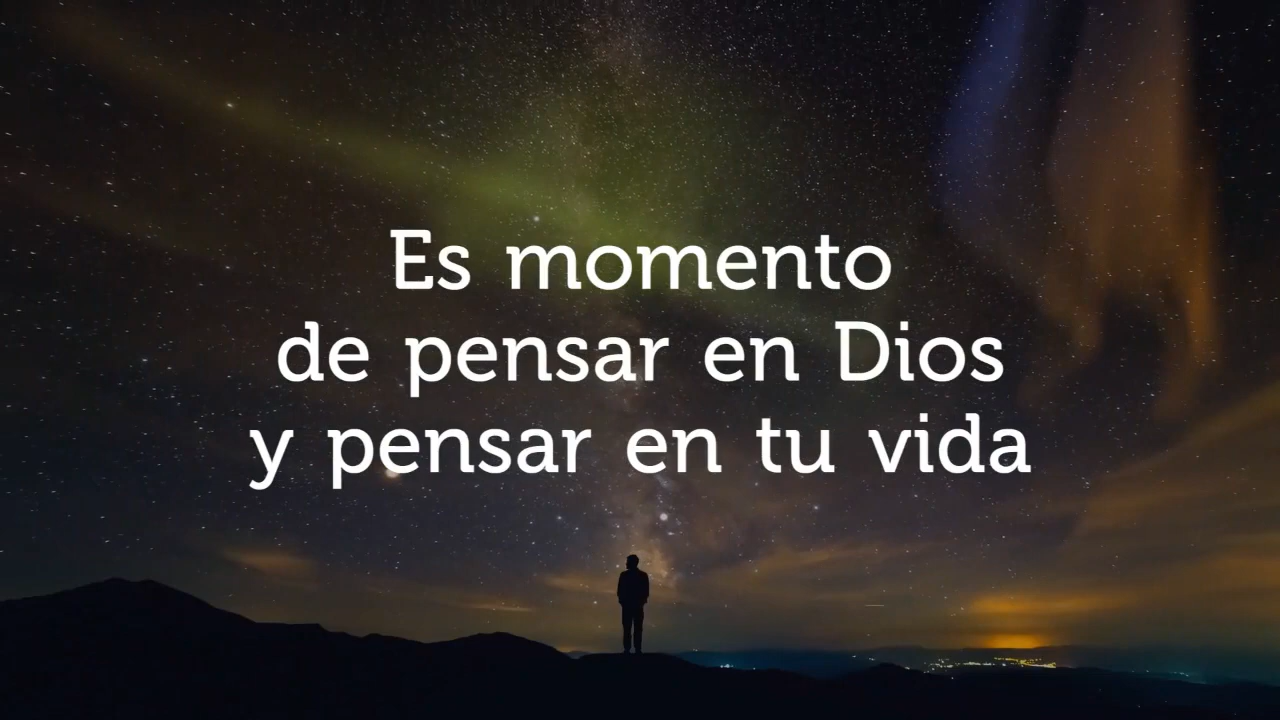 Es momento
de pensar en Dios
y pensar en tu vida